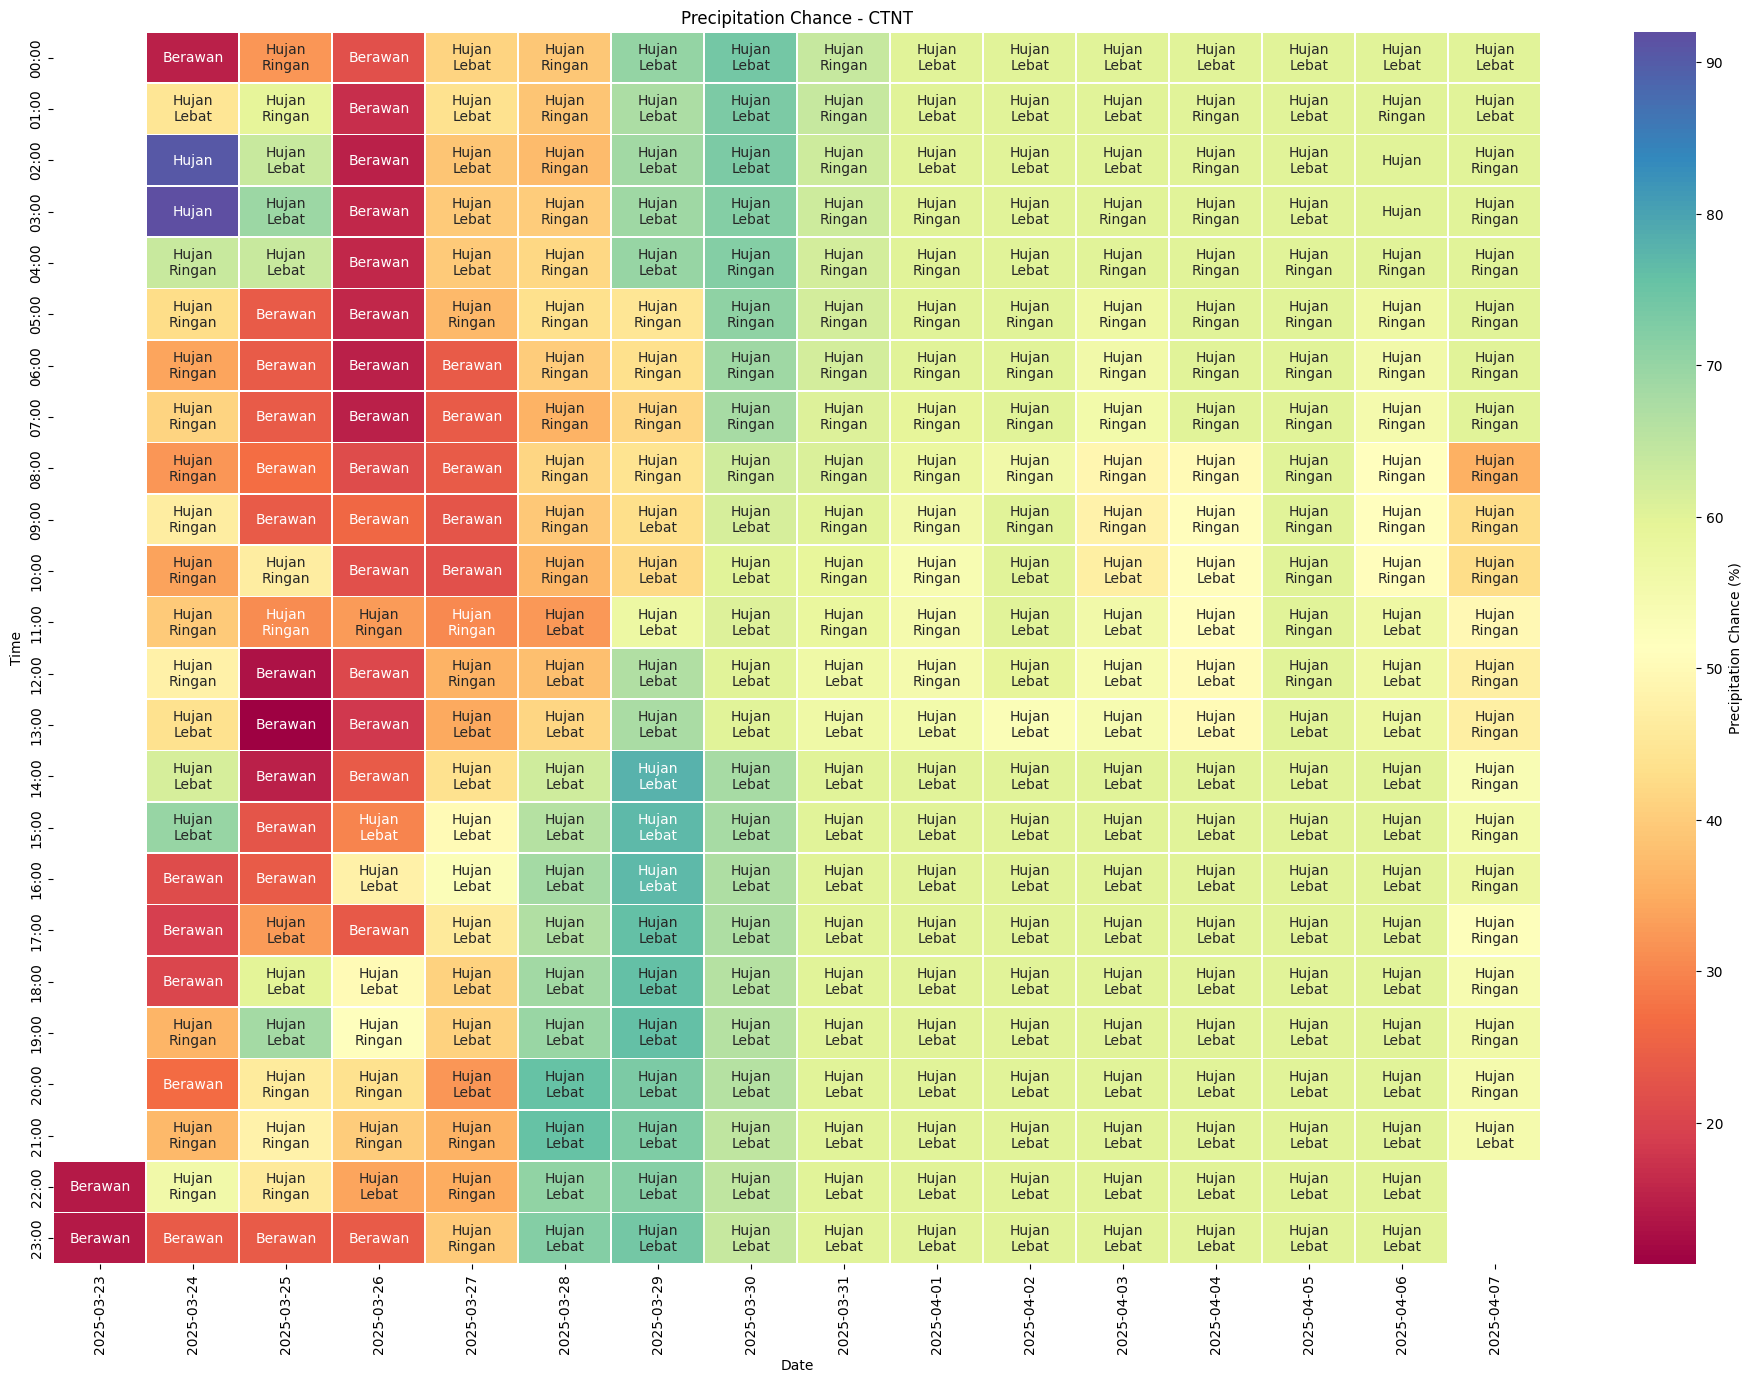 Precipitation Chance - CTNT
00:00 Berawan Hujan Ringan Berawan Hujan Lebat Hujan Ringan Hujan Lebat Hujan Lebat Hujan Ringan Hujan Lebat Hujan Lebat Hujan Lebat Hujan Lebat Hujan Lebat Hujan Lebat Hujan Lebat
01:00 Hujan Lebat Hujan Ringan Berawan Hujan Lebat Hujan Ringan Hujan Lebat Hujan Lebat Hujan Ringan Hujan Lebat Hujan Lebat Hujan Lebat Hujan Ringan Hujan Lebat Hujan Ringan Hujan Lebat
02:00 Hujan Hujan Lebat Berawan Hujan Lebat Hujan Ringan Hujan Lebat Hujan Lebat Hujan Ringan Hujan Lebat Hujan Lebat Hujan Lebat Hujan Ringan Hujan Lebat Hujan Hujan Ringan
03:00 Hujan Hujan Lebat Berawan Hujan Lebat Hujan Ringan Hujan Lebat Hujan Lebat Hujan Ringan Hujan Ringan Hujan Lebat Hujan Ringan Hujan Ringan Hujan Lebat Hujan Hujan Ringan
04:00 Hujan Ringan Hujan Lebat Berawan Hujan Lebat Hujan Ringan Hujan Lebat Hujan Ringan Hujan Ringan Hujan Ringan Hujan Lebat Hujan Ringan Hujan Ringan Hujan Ringan Hujan Ringan Hujan Ringan
05:00 Hujan Ringan Berawan Berawan Hujan Ringan Hujan Ringan Hujan Ringan Hujan Ringan Hujan Ringan Hujan Ringan Hujan Ringan Hujan Ringan Hujan Ringan Hujan Ringan Hujan Ringan Hujan Ringan
06:00 Hujan Ringan Berawan Berawan Berawan Hujan Ringan Hujan Ringan Hujan Ringan Hujan Ringan Hujan Ringan Hujan Ringan Hujan Ringan Hujan Ringan Hujan Ringan Hujan Ringan Hujan Ringan
07:00 Hujan Ringan Berawan Berawan Berawan Hujan Ringan Hujan Ringan Hujan Ringan Hujan Ringan Hujan Ringan Hujan Ringan Hujan Ringan Hujan Ringan Hujan Ringan Hujan Ringan Hujan Ringan
08:00 Hujan Ringan Berawan Berawan Berawan Hujan Ringan Hujan Ringan Hujan Ringan Hujan Ringan Hujan Ringan Hujan Ringan Hujan Ringan Hujan Ringan Hujan Ringan Hujan Ringan Hujan Ringan
09:00 Hujan Ringan Berawan Berawan Berawan Hujan Ringan Hujan Lebat Hujan Lebat Hujan Ringan Hujan Ringan Hujan Ringan Hujan Ringan Hujan Ringan Hujan Ringan Hujan Ringan Hujan Ringan
10:00 Hujan Ringan Hujan Ringan Berawan Berawan Hujan Ringan Hujan Lebat Hujan Lebat Hujan Ringan Hujan Ringan Hujan Lebat Hujan Lebat Hujan Lebat Hujan Ringan Hujan Ringan Hujan Ringan
11:00 Hujan Ringan Hujan Ringan Hujan Ringan Hujan Ringan Hujan Lebat Hujan Lebat Hujan Lebat Hujan Ringan Hujan Ringan Hujan Lebat Hujan Lebat Hujan Lebat Hujan Ringan Hujan Lebat Hujan Ringan
12:00 Hujan Ringan Berawan Berawan Hujan Ringan Hujan Lebat Hujan Lebat Hujan Lebat Hujan Lebat Hujan Ringan Hujan Lebat Hujan Lebat Hujan Lebat Hujan Ringan Hujan Lebat Hujan Ringan
13:00 Hujan Lebat Berawan Berawan Hujan Lebat Hujan Lebat Hujan Lebat Hujan Lebat Hujan Lebat Hujan Lebat Hujan Lebat Hujan Lebat Hujan Lebat Hujan Lebat Hujan Lebat Hujan Ringan
14:00 Hujan Lebat Berawan Berawan Hujan Lebat Hujan Lebat Hujan Lebat Hujan Lebat Hujan Lebat Hujan Lebat Hujan Lebat Hujan Lebat Hujan Lebat Hujan Lebat Hujan Lebat Hujan Ringan
15:00 Hujan Lebat Berawan Hujan Lebat Hujan Lebat Hujan Lebat Hujan Lebat Hujan Lebat Hujan Lebat Hujan Lebat Hujan Lebat Hujan Lebat Hujan Lebat Hujan Lebat Hujan Lebat Hujan Ringan
16:00 Berawan Berawan Hujan Lebat Hujan Lebat Hujan Lebat Hujan Lebat Hujan Lebat Hujan Lebat Hujan Lebat Hujan Lebat Hujan Lebat Hujan Lebat Hujan Lebat Hujan Lebat Hujan Ringan
17:00 Berawan Hujan Lebat Berawan Hujan Lebat Hujan Lebat Hujan Lebat Hujan Lebat Hujan Lebat Hujan Lebat Hujan Lebat Hujan Lebat Hujan Lebat Hujan Lebat Hujan Lebat Hujan Ringan
18:00 Berawan Hujan Lebat Hujan Lebat Hujan Lebat Hujan Lebat Hujan Lebat Hujan Lebat Hujan Lebat Hujan Lebat Hujan Lebat Hujan Lebat Hujan Lebat Hujan Lebat Hujan Lebat Hujan Ringan
19:00 Hujan Ringan Hujan Lebat Hujan Ringan Hujan Lebat Hujan Lebat Hujan Lebat Hujan Lebat Hujan Lebat Hujan Lebat Hujan Lebat Hujan Lebat Hujan Lebat Hujan Lebat Hujan Lebat Hujan Ringan
20:00 Berawan Hujan Ringan Hujan Ringan Hujan Lebat Hujan Lebat Hujan Lebat Hujan Lebat Hujan Lebat Hujan Lebat Hujan Lebat Hujan Lebat Hujan Lebat Hujan Lebat Hujan Lebat Hujan Ringan
21:00 Hujan Ringan Hujan Ringan Hujan Ringan Hujan Ringan Hujan Lebat Hujan Lebat Hujan Lebat Hujan Lebat Hujan Lebat Hujan Lebat Hujan Lebat Hujan Lebat Hujan Lebat Hujan Lebat Hujan Lebat
22:00 Berawan Hujan Ringan Hujan Ringan Hujan Lebat Hujan Ringan Hujan Lebat Hujan Lebat Hujan Lebat Hujan Lebat Hujan Lebat Hujan Lebat Hujan Lebat Hujan Lebat Hujan Lebat Hujan Lebat
23:00 Berawan Berawan Berawan Berawan Hujan Ringan Hujan Lebat Hujan Lebat Hujan Lebat Hujan Lebat Hujan Lebat Hujan Lebat Hujan Lebat Hujan Lebat Hujan Lebat Hujan Lebat
Time
2025-03-23 2025-03-24 2025-03-25 2025-03-26 2025-03-27 2025-03-28 2025-03-29 2025-03-30 2025-03-31 2025-04-01 2025-04-02 2025-04-03 2025-04-04 2025-04-05 2025-04-06 2025-04-07
Date
90
80
70
60
50
40
30
20
Precipitation Chance (%)